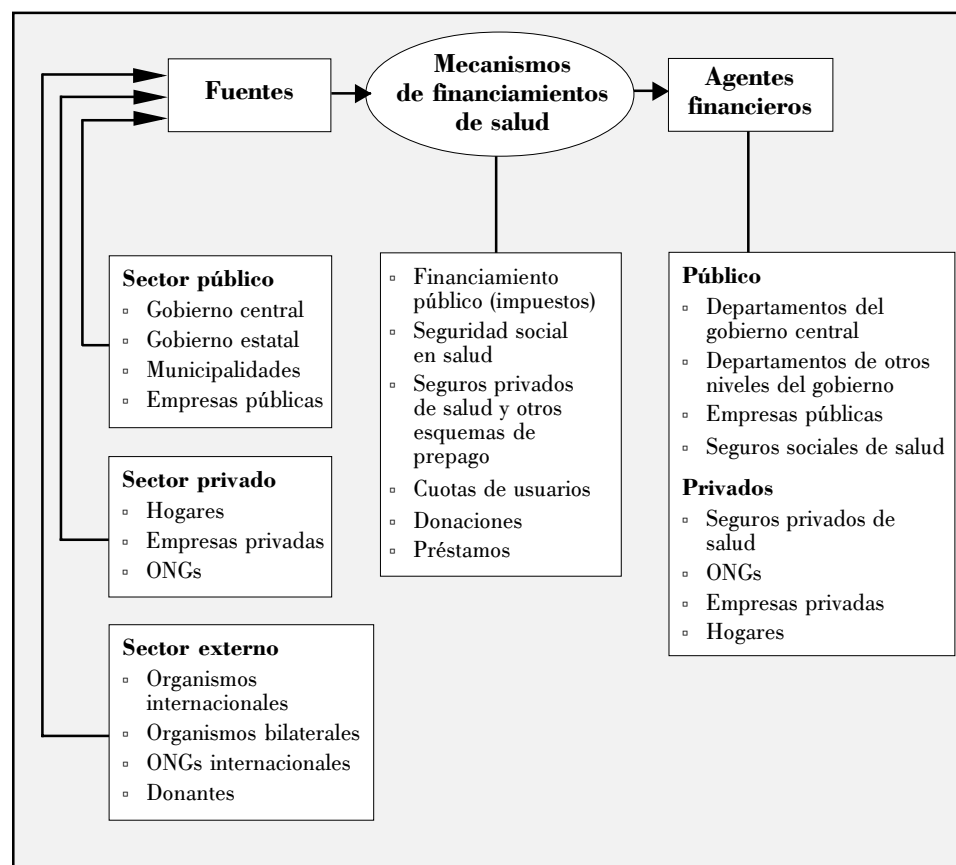 Fuentes
Mecanismos
de financiamientos
de salud
Agentes
financieros
Sector público
▫ Gobierno central
▫ Gobierno estatal
▫ Municipalidades
▫ Empresas públicas
Sector privado
▫ Hogares
▫ Empresas privadas
▫ ONGs
Sector externo
▫ Organismos
internacionales
▫ Organismos bilaterales
▫ ONGs internacionales
▫ Donantes
▫ Financiamiento
público (impuestos)
▫ Seguridad social
en salud
▫ Seguros privados
de salud y otros
esquemas de
prepago
▫ Cuotas de usuarios
▫ Donaciones
▫ Préstamos
Público
▫ Departamentos del
gobierno central
▫ Departamentos de otros
niveles del gobierno
▫ Empresas públicas
▫ Seguros sociales de salud
Privados
▫ Seguros privados de
salud
▫ ONGs
▫ Empresas privadas
▫ Hogares